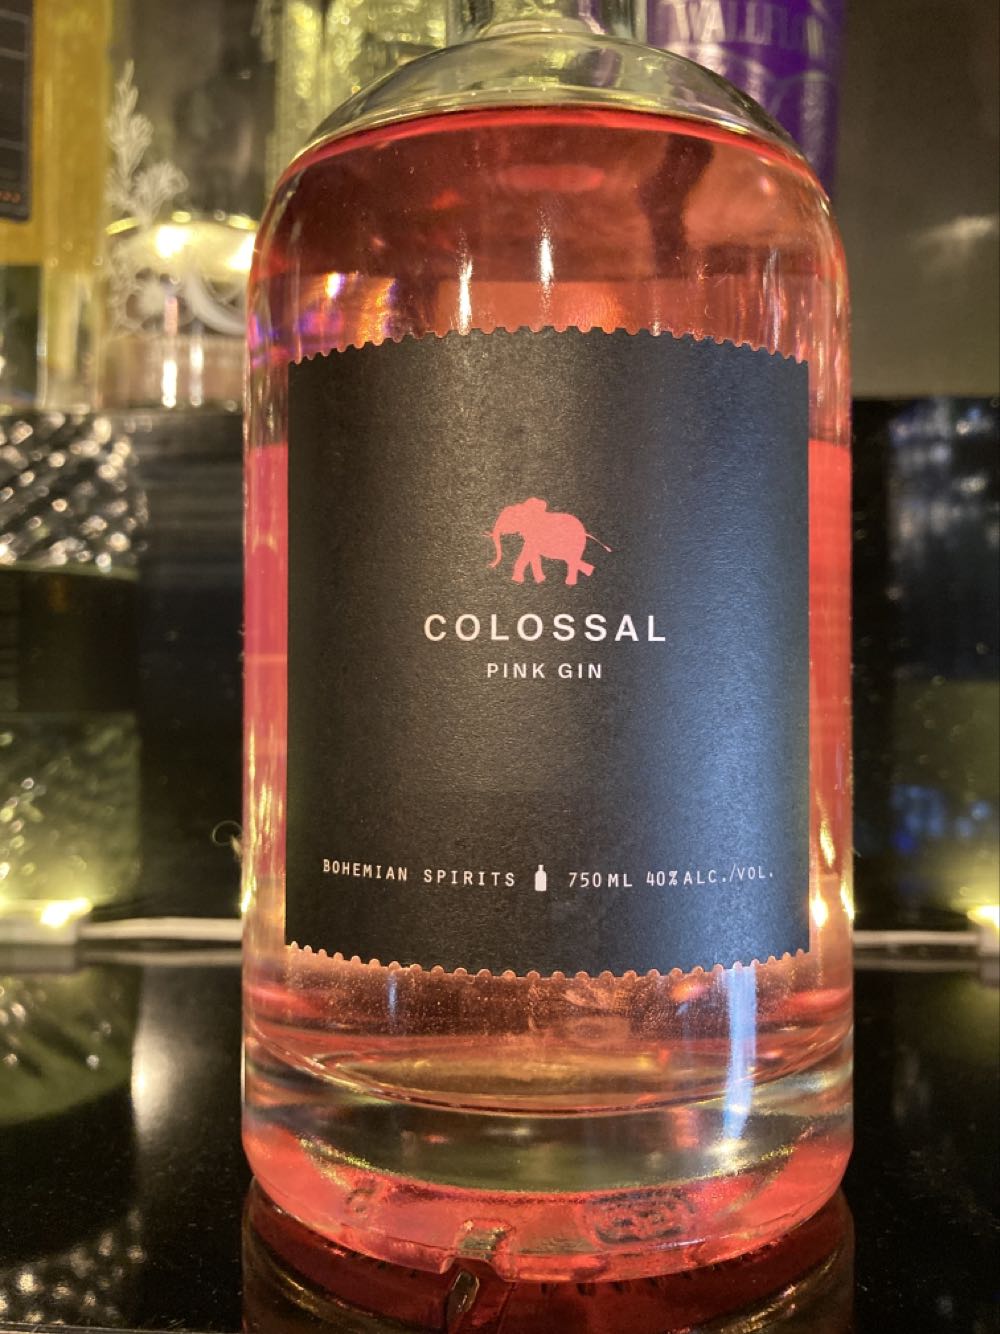 COLOSSAL
PINK GIN
BOHEMIAN SPIRITS 750ML 40%ALC./VOL.